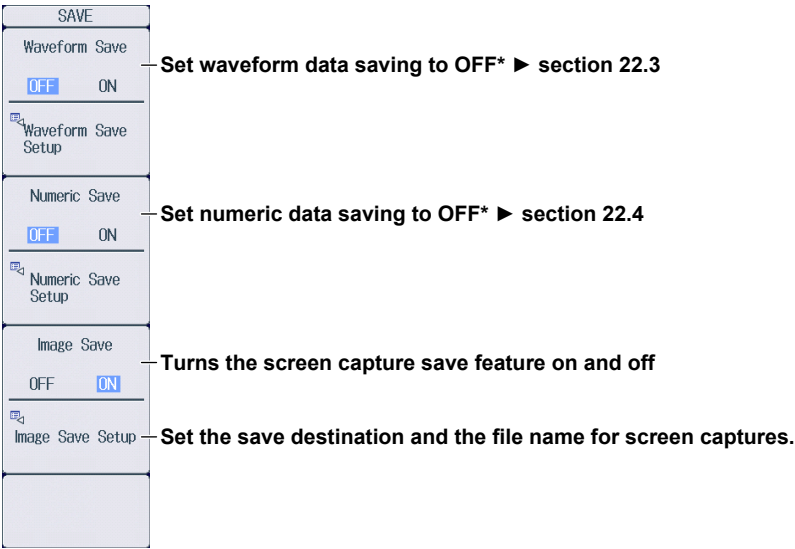 SAVE
Waveform Save
Set waveform data saving to OFF* ► section 22.3
OFF ON
Waveform Save
Setup
Numeric Save
Set numeric data saving to OFF* ► section 22.4
OFF ON
Numeric Save
Setup
Image Save
Turns the screen capture save feature on and off
OFF ON
Image Save Setup
Set the save destination and the file name for screen captures.